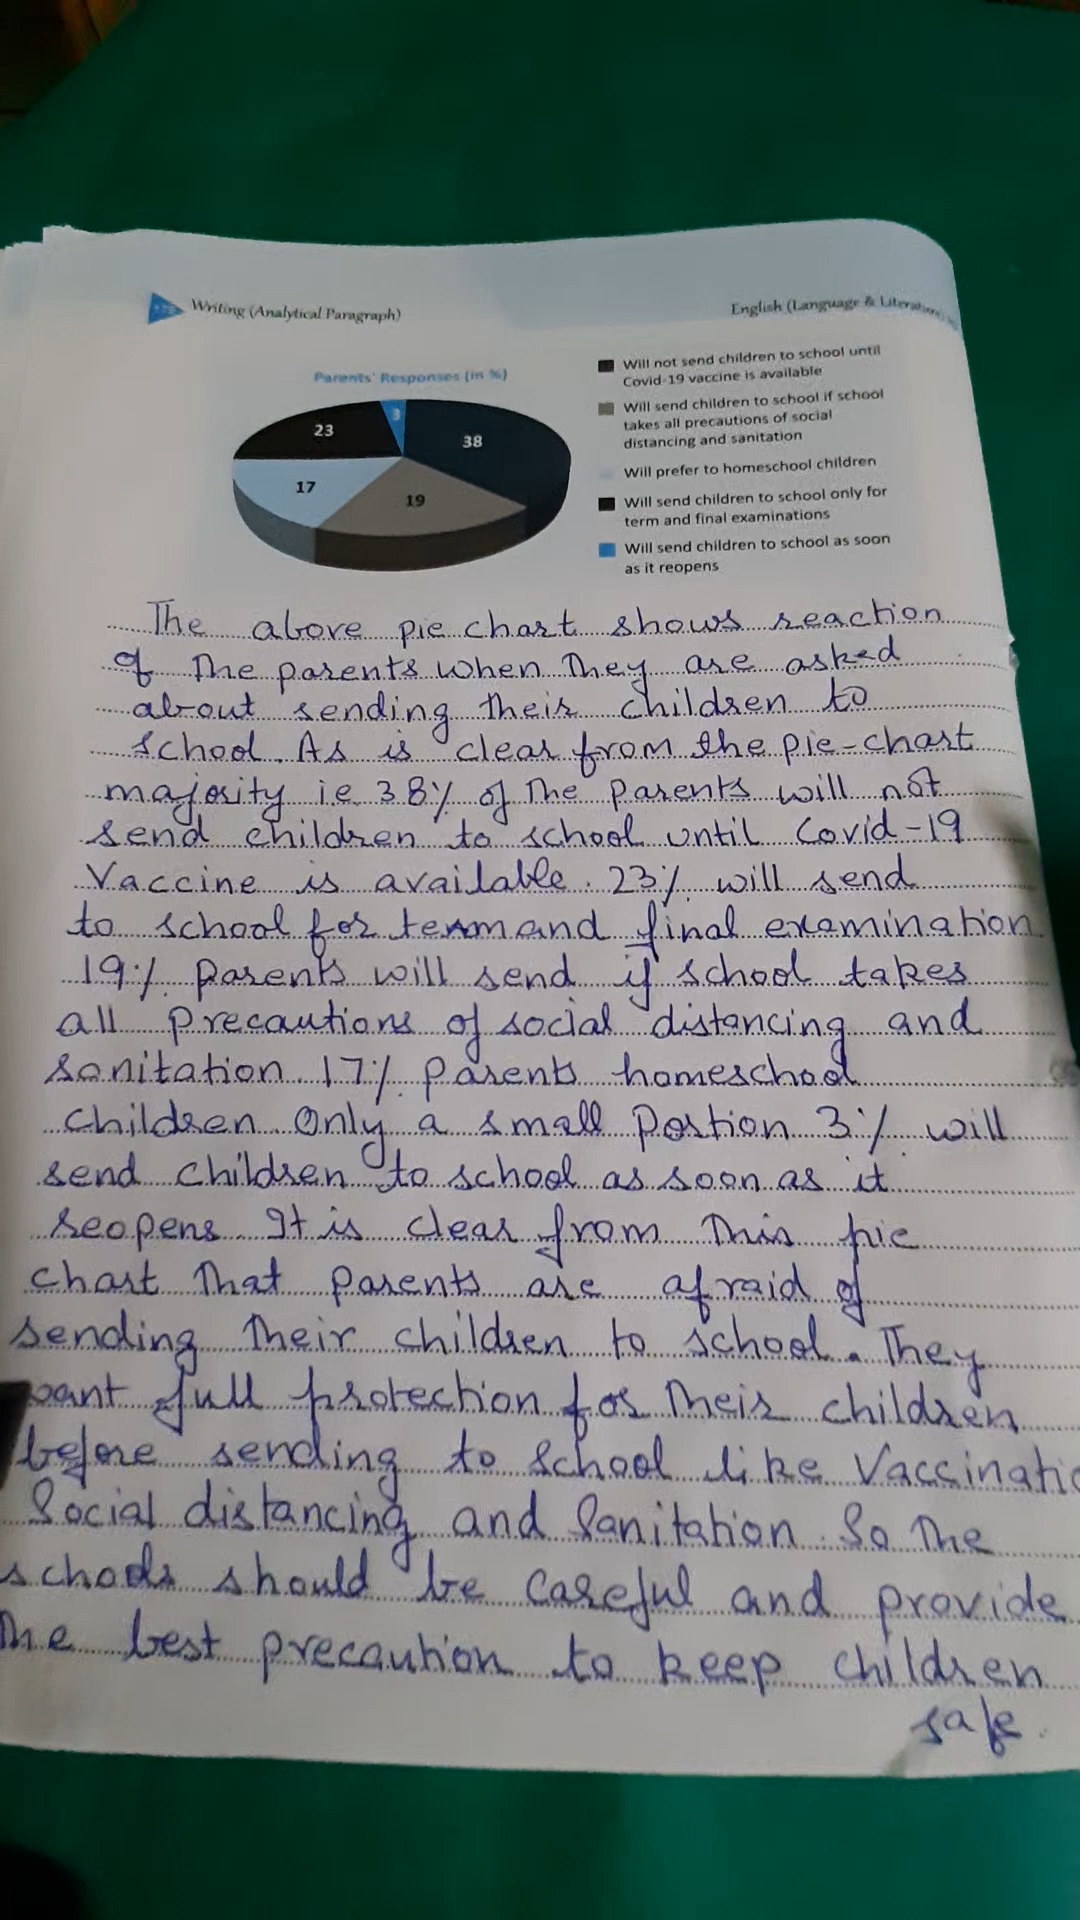 Writing (Analytical Paragraph)
English (Language & Literature)
Parents' Responses (in %)
3
23
38
17
19
Will not send children to school until
Covid-19 vaccine is available
Will send children to school if school
takes all precautions of social
distancing and sanitation
Will prefer to homeschool children
Will send children to school only for
term and final examinations
Will send children to school as soon
as it reopens
The above pie chart shows reaction
of the parents when they are asked
about sending their children to
school. As is clear from the pie-chart
majority ie 38% of the parents will not
send children to school until Covid-19
Vaccine is available. 23% will send
to school for term and final examination
19% parents will send if school takes
all precautions of social distancing and
sanitation. 17% parents homeschool
children. Only a small portion 3% will
send children to school as soon as it
reopens. It is clear from this pie
chart that parents are afraid of
sending their children to school. They
want full protection for their children
before sending to school like Vaccinatio
Social distancing and Sanitation. So the
schools should be careful and provide
the best precaution to keep children
safe.